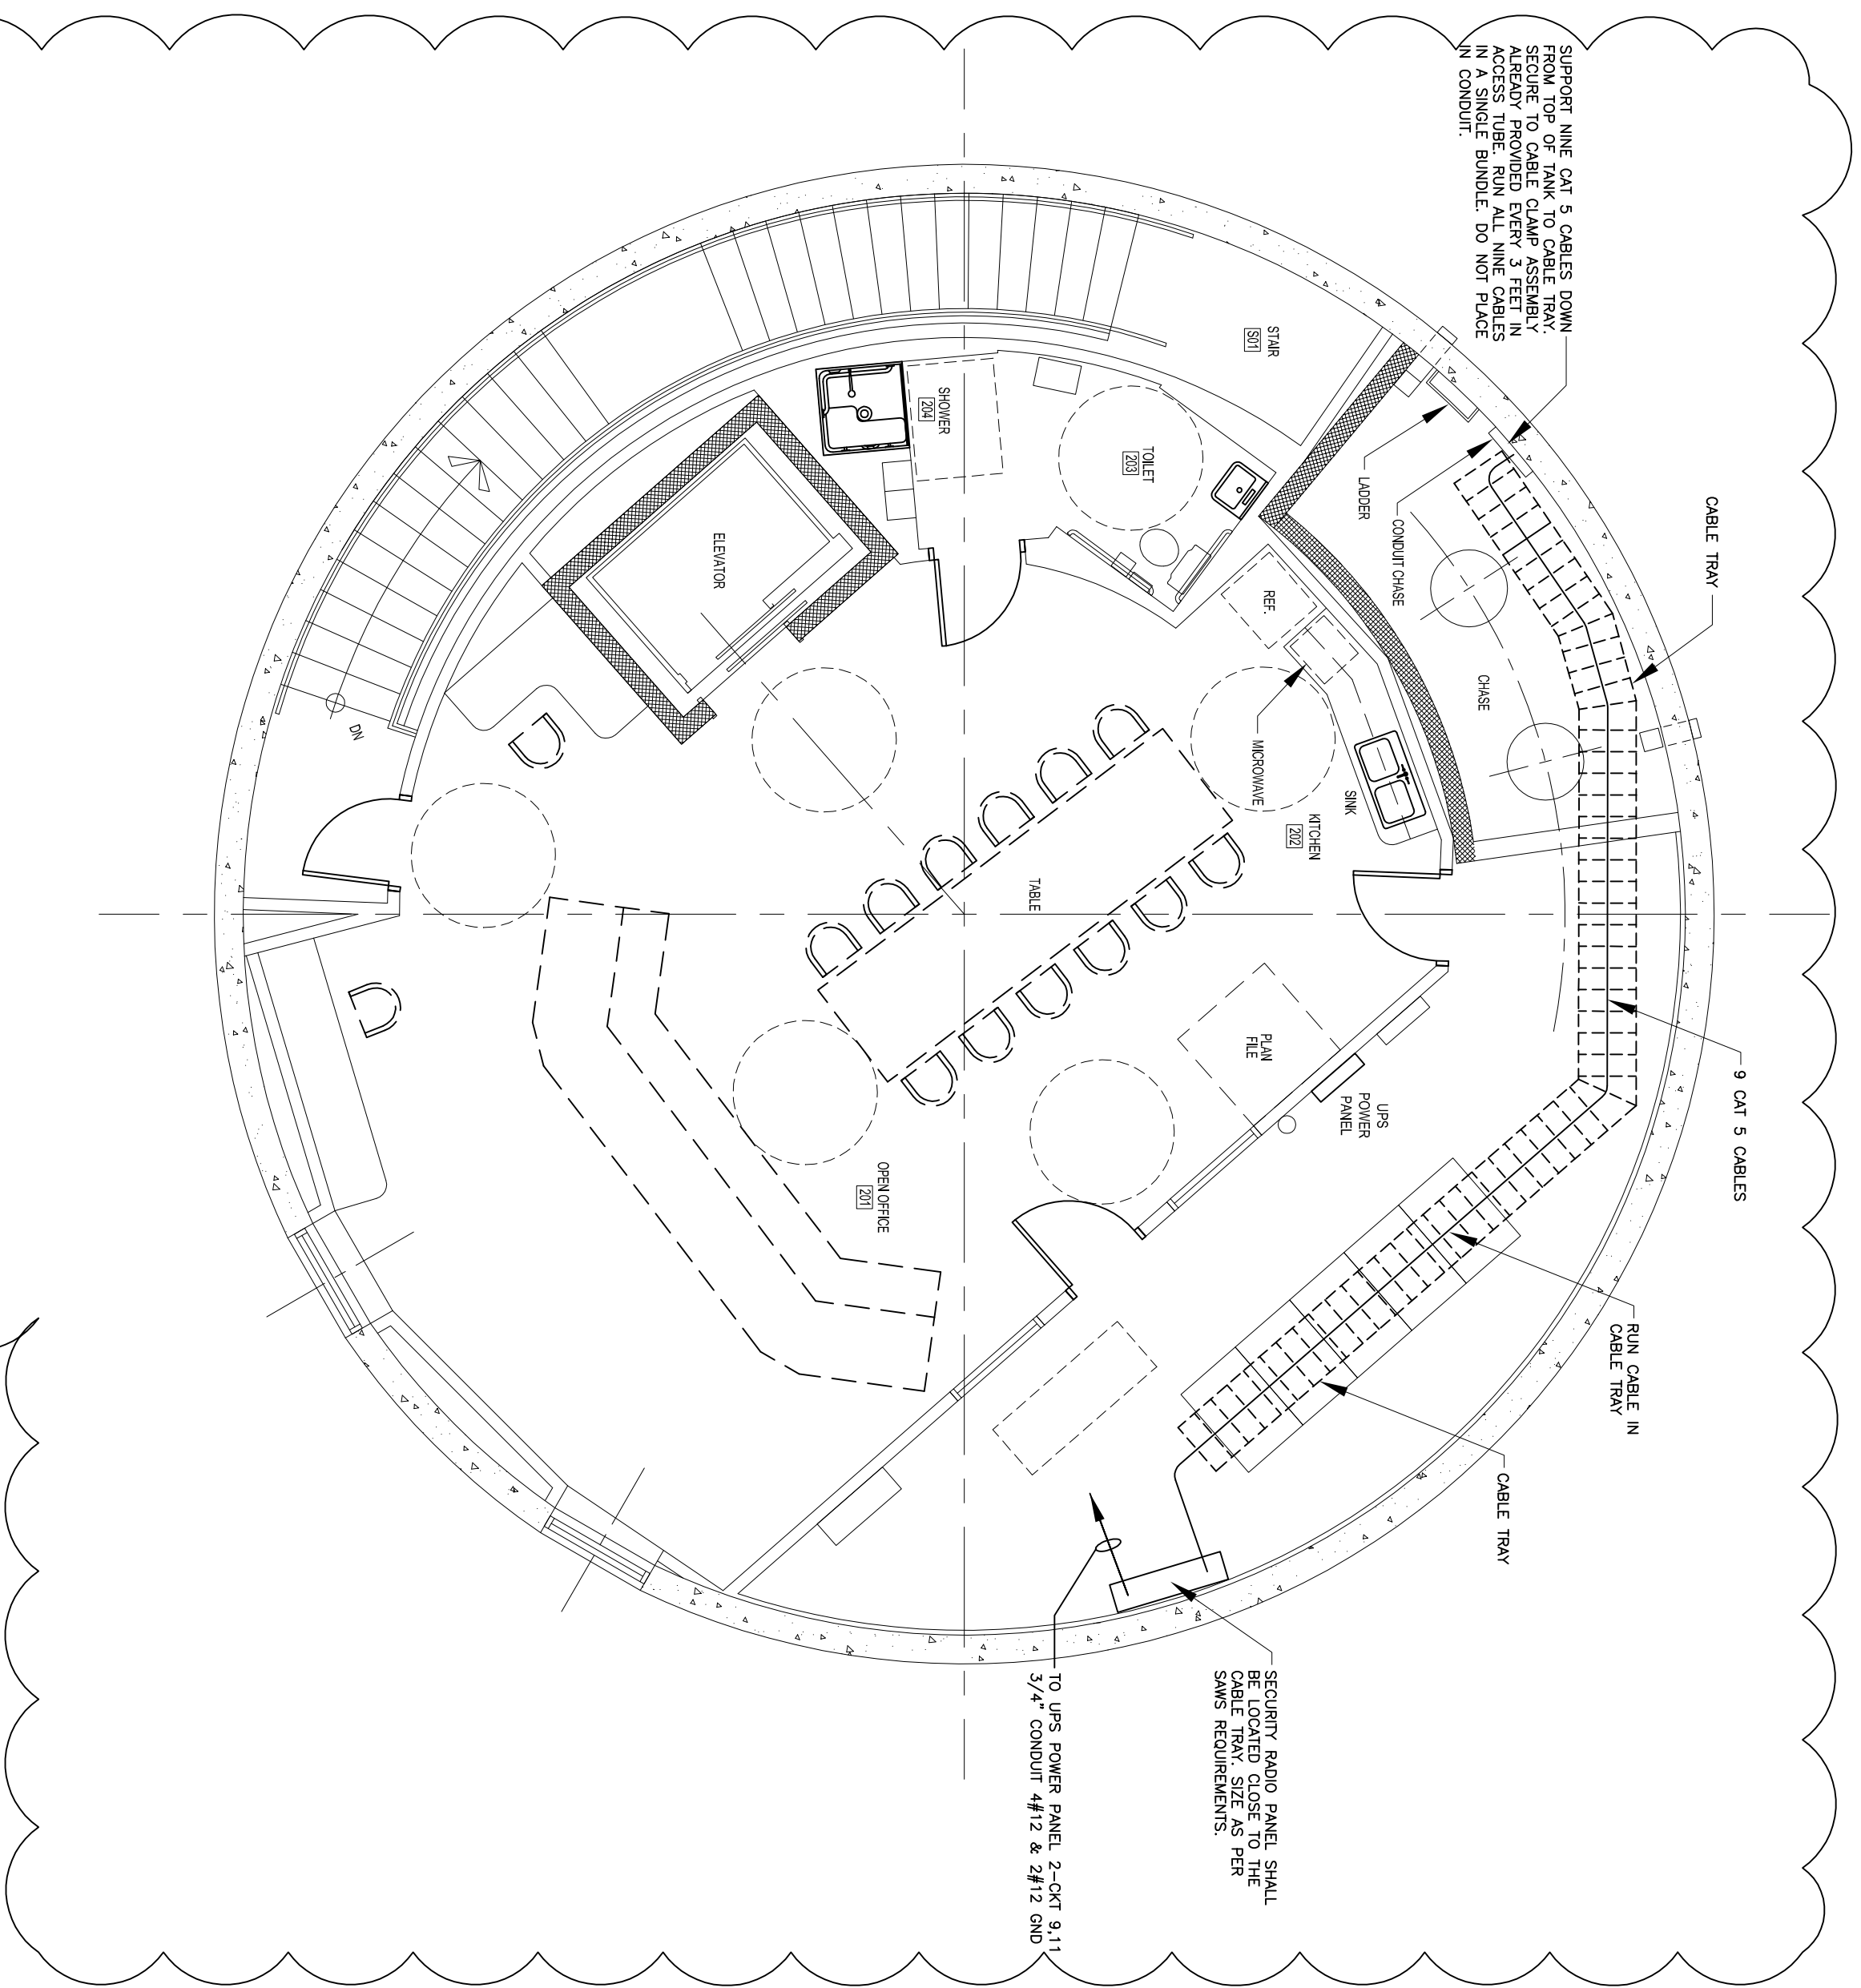 SUPPORT NINE CAT 5 CABLES DOWN
FROM TOP OF TANK TO CABLE TRAY.
SECURE TO CABLE CLAMP ASSEMBLY
ALREADY PROVIDED EVERY 3 FEET IN
ACCESS TUBE. RUN ALL NINE CABLES
IN A SINGLE BUNDLE. DO NOT PLACE
IN CONDUIT.
CABLE TRAY
9 CAT 5 CABLES
RUN CABLE IN
CABLE TRAY
CABLE TRAY
SECURITY RADIO PANEL SHALL
BE LOCATED CLOSE TO THE
CABLE TRAY. SIZE AS PER
SAWS REQUIREMENTS.
TO UPS POWER PANEL 2-CKT 9,11
3/4" CONDUIT 4#12 & 2#12 GND
STAIR
S01
LADDER
CONDUIT CHASE
CHASE
TOILET
203
SHOWER
204
REF.
MICROWAVE
SINK
KITCHEN
202
ELEVATOR
TABLE
PLAN
FILE
UPS
POWER
PANEL
OPEN OFFICE
201
DN